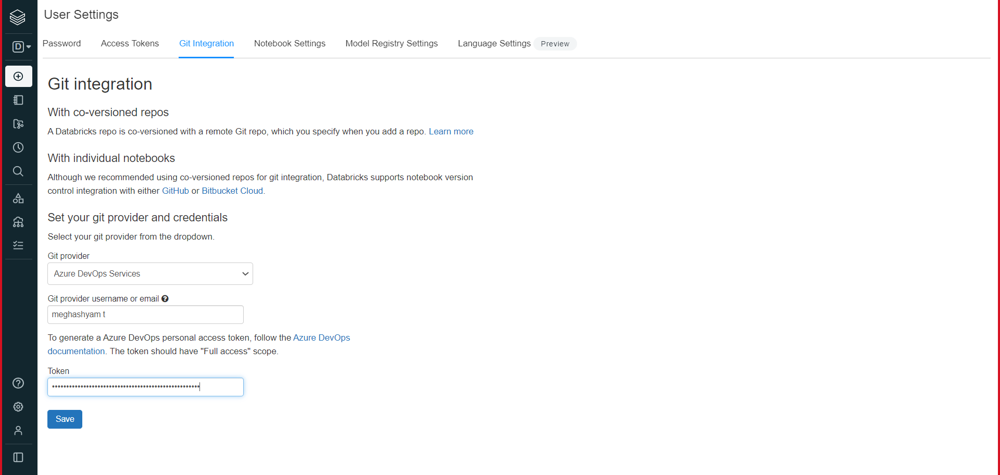 User Settings
Password Access Tokens Git Integration Notebook Settings Model Registry Settings Language Settings Preview
D
Git integration
With co-versioned repos
A Databricks repo is co-versioned with a remote Git repo, which you specify when you add a repo. Learn more
With individual notebooks
Although we recommended using co-versioned repos for git integration, Databricks supports notebook version
control integration with either GitHub or Bitbucket Cloud.
Set your git provider and credentials
Select your git provider from the dropdown.
Git provider
Azure DevOps Services
Git provider username or email
meghashyam t
To generate a Azure DevOps personal access token, follow the Azure DevOps
documentation. The token should have "Full access" scope.
Token
Save